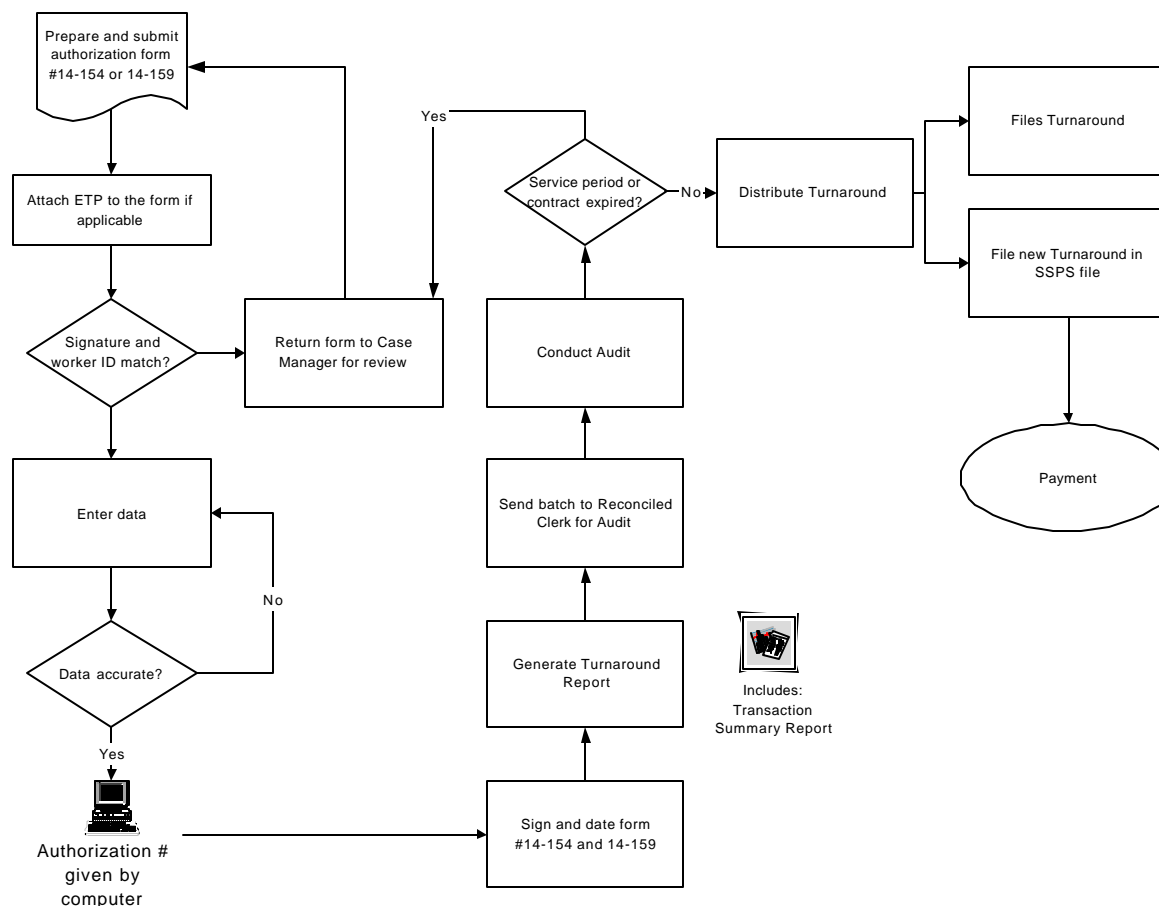 Prepare and submit
authorization form
#14-154 or 14-159
Attach ETP to the form if
applicable
Signature and
worker ID match?
Return form to Case
Manager for review
Enter data
No
Data accurate?
Yes
Authorization #
given by
computer
Sign and date form
#14-154 and 14-159
Generate Turnaround
Report
Includes:
Transaction
Summary Report
Send batch to Reconciled
Clerk for Audit
Conduct Audit
Service period or
contract expired?
Yes
No
Distribute Turnaround
Files Turnaround
File new Turnaround in
SSPS file
Payment